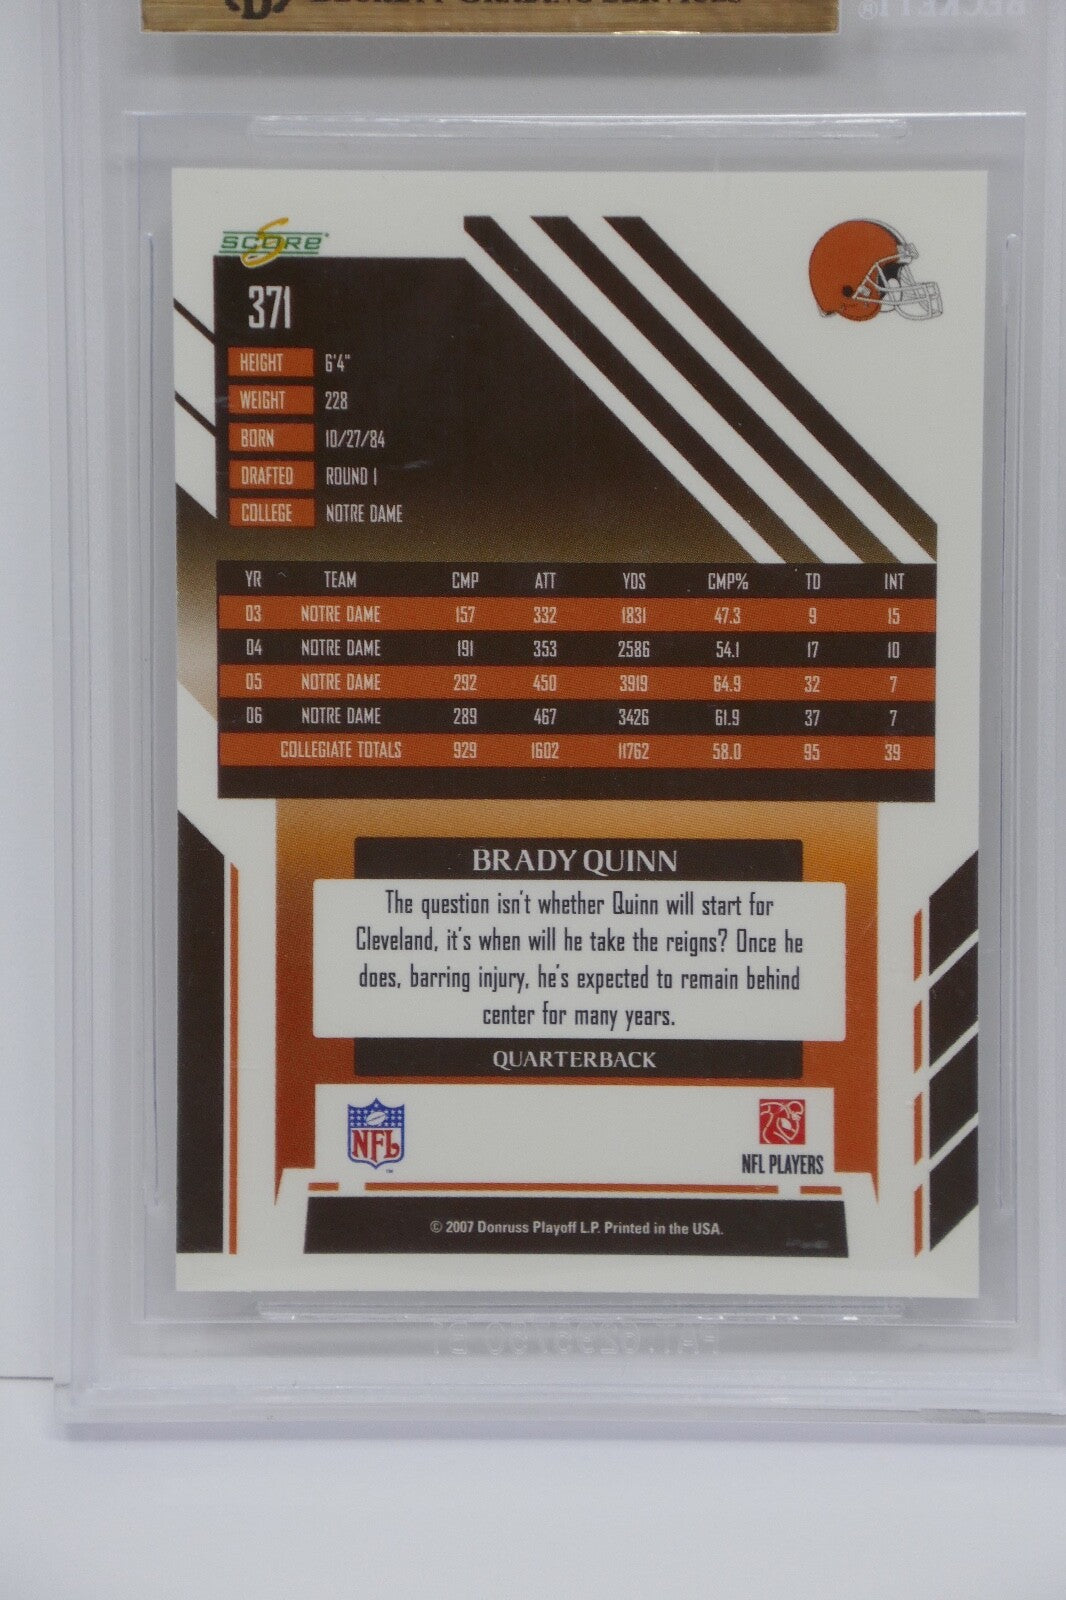 BECKETT GRADING SERVICES
BECKETT®
SCORE
371
HEIGHT 6'4"
WEIGHT 228
BORN 10/27/84
DRAFTED ROUND 1
COLLEGE NOTRE DAME
YR TEAM CMP ATT YDS CMP% TD INT
03 NOTRE DAME 157 332 1831 47.3 9 15
04 NOTRE DAME 191 353 2586 54.1 17 10
05 NOTRE DAME 292 450 3919 64.9 32 7
06 NOTRE DAME 289 467 3426 61.9 37 7
COLLEGIATE TOTALS 929 1602 11762 58.0 95 39
BRADY QUINN
The question isn't whether Quinn will start for
Cleveland, it's when will he take the reigns? Once he
does, barring injury, he's expected to remain behind
center for many years.
QUARTERBACK
NFL
™
NFL PLAYERS
© 2007 Donruss Playoff L.P. Printed in the USA.